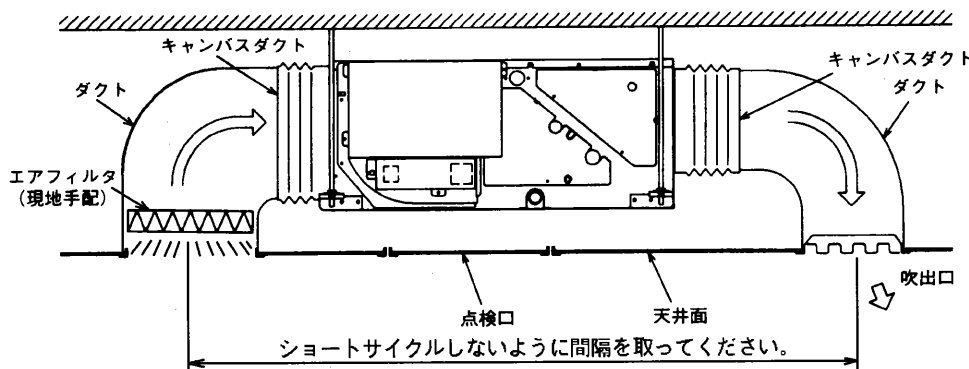 キャンバスダクト
ダクト
キャンバスダクト
ダクト
エアフィルタ
(現地手配)
吹出口
点検口
天井面
ショートサイクルしないように間隔を取ってください。